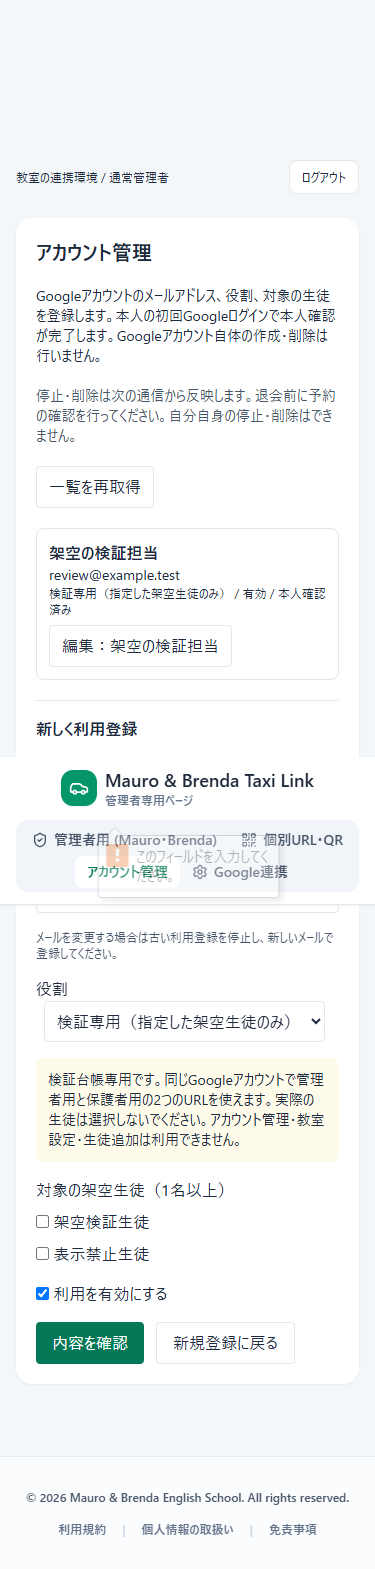 教室の連携環境 / 通常管理者
ログアウト
アカウント管理
Googleアカウントのメールアドレス、役割、対象の生徒
を登録します。本人の初回Googleログインで本人確認
が完了します。Googleアカウント自体の作成・削除は
行いません。
停止・削除は次の通信から反映します。退会前に予約
の確認を行ってください。自分自身の停止・削除はでき
ません。
一覧を再取得
架空の検証担当
review@example.test
検証専用（指定した架空生徒のみ） / 有効 / 本人確認
済み
編集：架空の検証担当
新しく利用登録
Mauro & Brenda Taxi Link
管理者専用ページ
管理者用 (Mauro・Brenda)
個別URL・QR
このフィールドを入力してく
ださい。
アカウント管理
Google連携
メールを変更する場合は古い利用登録を停止し、新しいメールで
登録してください。
役割
検証専用（指定した架空生徒のみ）
検証台帳専用です。同じGoogleアカウントで管理
者用と保護者用の2つのURLを使えます。実際の
生徒は選択しないでください。アカウント管理・教室
設定・生徒追加は利用できません。
対象の架空生徒（1名以上）
架空検証生徒
表示禁止生徒
利用を有効にする
内容を確認
新規登録に戻る
© 2026 Mauro & Brenda English School. All rights reserved.
利用規約 | 個人情報の取扱い | 免責事項